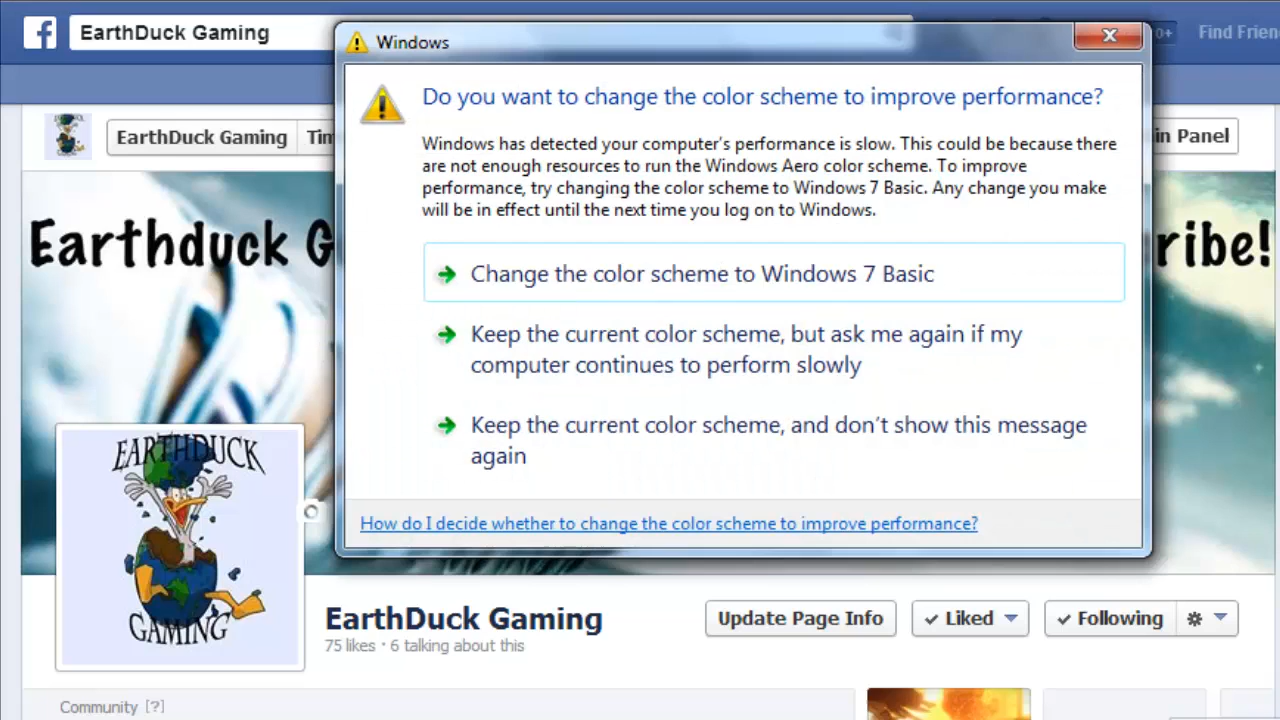 EarthDuck Gaming
Find Frien
Windows
Do you want to change the color scheme to improve performance?
Windows has detected your computer's performance is slow. This could be because there
are not enough resources to run the Windows Aero color scheme. To improve
performance, try changing the color scheme to Windows 7 Basic. Any change you make
will be in effect until the next time you log on to Windows.
Change the color scheme to Windows 7 Basic
Keep the current color scheme, but ask me again if my
computer continues to perform slowly
Keep the current color scheme, and don't show this message
again
How do I decide whether to change the color scheme to improve performance?
EarthDuck Gaming
Tim
in Panel
Earthduck G
ribe!
EARTHDUCK
GAMING
EarthDuck Gaming
75 likes · 6 talking about this
Update Page Info
Liked
Following
Community [?]